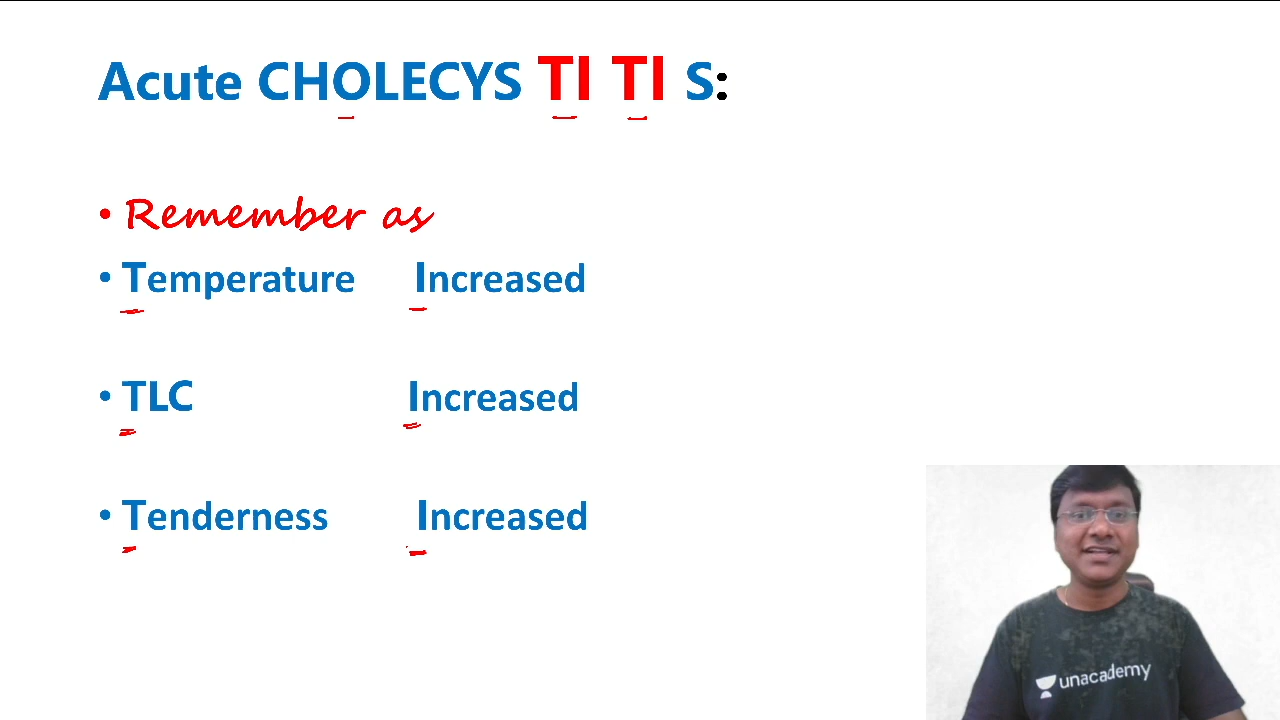 Acute CHOLECYS TI TI S:
• Remember as
• Temperature Increased
• TLC Increased
• Tenderness Increased
unacademy